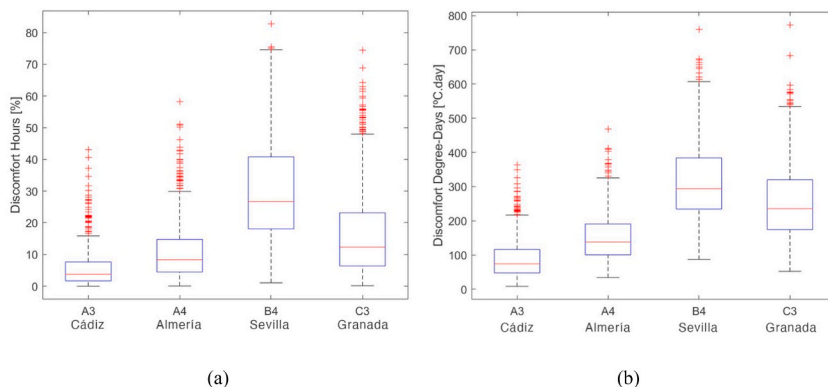 Discomfort Hours [%]
80
70
60
50
40
30
20
10
0
A3 A4 B4 C3
Cádiz Almería Sevilla Granada
(a)
Discomfort Degree-Days [ºC.day]
800
700
600
500
400
300
200
100
0
A3 A4 B4 C3
Cádiz Almería Sevilla Granada
(b)